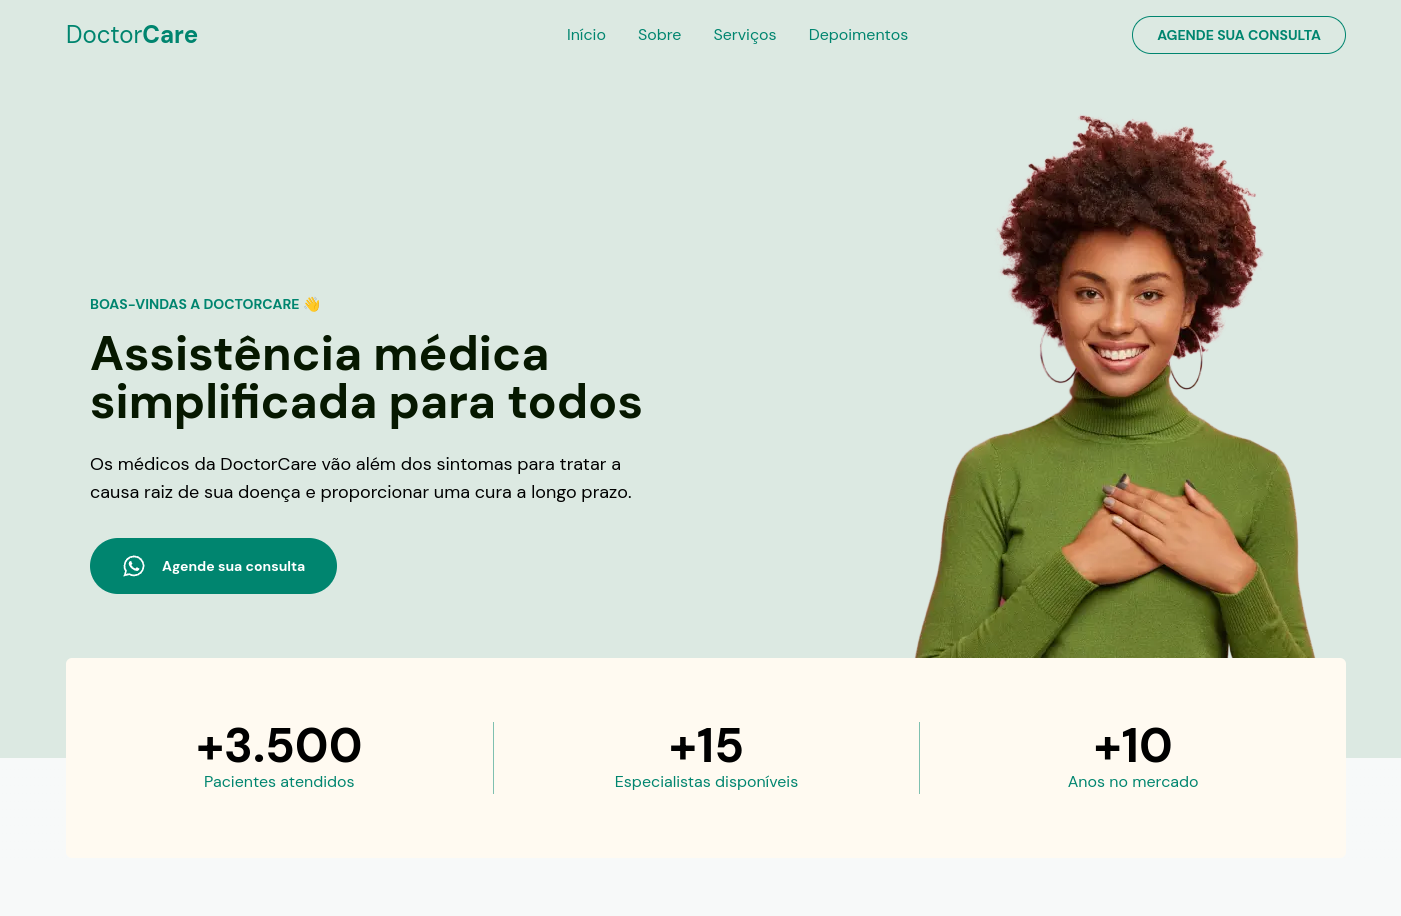 DoctorCare
Início
Sobre
Serviços
Depoimentos
AGENDE SUA CONSULTA
BOAS-VINDAS A DOCTORCARE 👋
Assistência médica
simplificada para todos
Os médicos da DoctorCare vão além dos sintomas para tratar a
causa raiz de sua doença e proporcionar uma cura a longo prazo.
Agende sua consulta
+3.500
Pacientes atendidos
+15
Especialistas disponíveis
+10
Anos no mercado